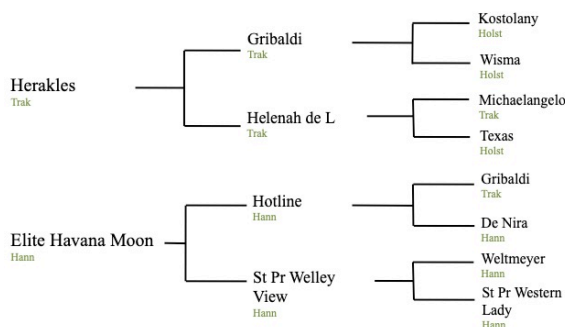 Herakles
Trak
Gribaldi
Trak
Kostolany
Holst
Wisma
Holst
Helenah de L
Trak
Michaelangelo
Trak
Texas
Holst
Elite Havana Moon
Hann
Hotline
Hann
Gribaldi
Trak
De Nira
Hann
St Pr Welley
View
Hann
Weltmeyer
Hann
St Pr Western
Lady
Hann